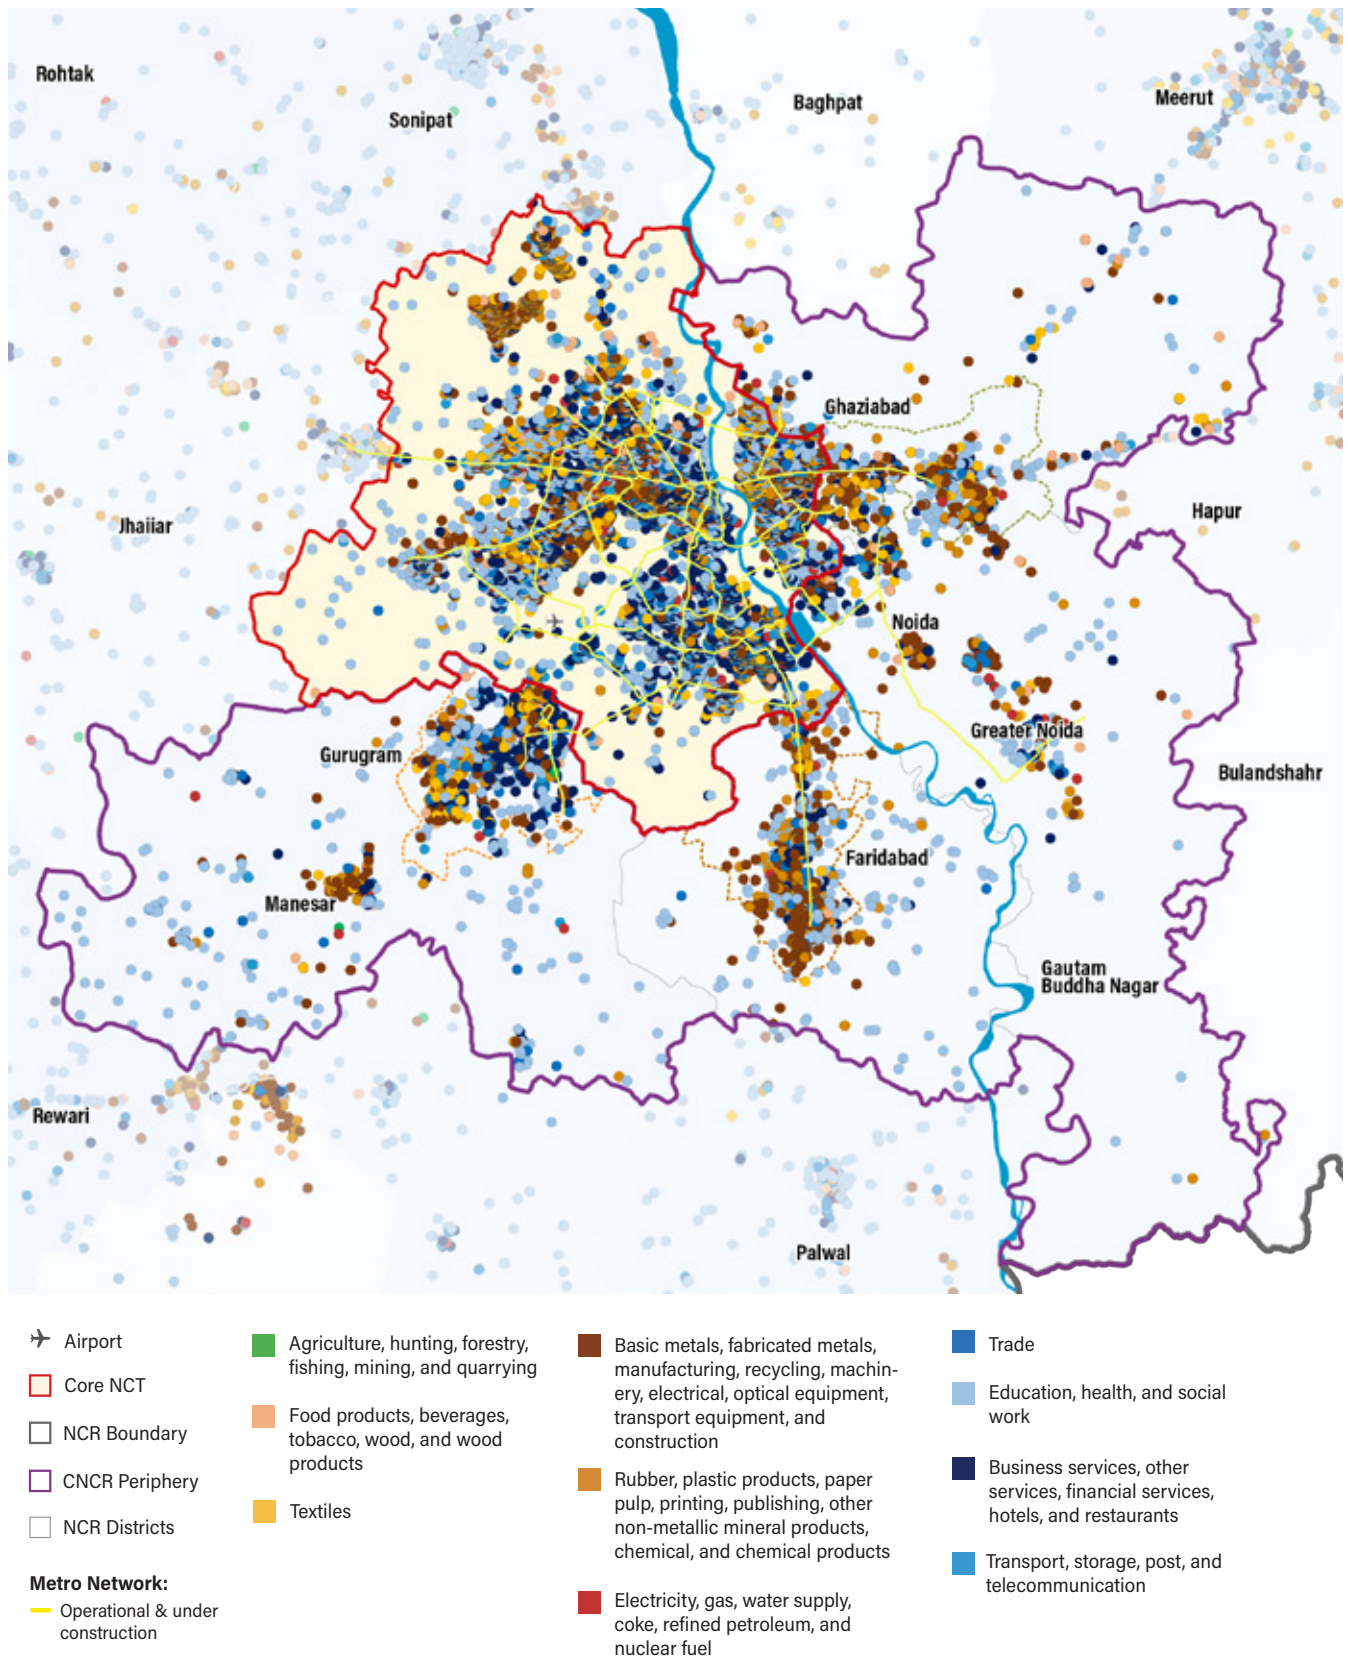 Rohtak
Sonipat
Baghpat
Meerut
Ghaziabad
Jhaiiar
Hapur
Noida
Greater Noida
Gurugram
Bulandshahr
Faridabad
Manesar
Gautam
Buddha Nagar
Rewari
Palwal
Airport
Core NCT
NCR Boundary
CNCR Periphery
NCR Districts
Metro Network:
Operational & under
construction
Agriculture, hunting, forestry,
fishing, mining, and quarrying
Food products, beverages,
tobacco, wood, and wood
products
Textiles
Basic metals, fabricated metals,
manufacturing, recycling, machin-
ery, electrical, optical equipment,
transport equipment, and
construction
Rubber, plastic products, paper
pulp, printing, publishing, other
non-metallic mineral products,
chemical, and chemical products
Electricity, gas, water supply,
coke, refined petroleum, and
nuclear fuel
Trade
Education, health, and social
work
Business services, other
services, financial services,
hotels, and restaurants
Transport, storage, post, and
telecommunication